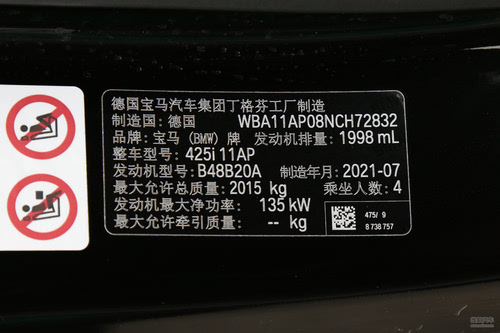 德国宝马汽车集团丁格芬工厂制造
制造国：德国 WBA11AP08NCH72832
品牌：宝马（BMW）牌 发动机排量：1998 mL
整车型号：425i 11AP
发动机型号：B48B20A 制造年月：2021-07
最大允许总质量：2015 kg 乘坐人数：4
发动机最大净功率：135 kW
最大允许牵引质量：-- kg
475/ 9
8 738 757